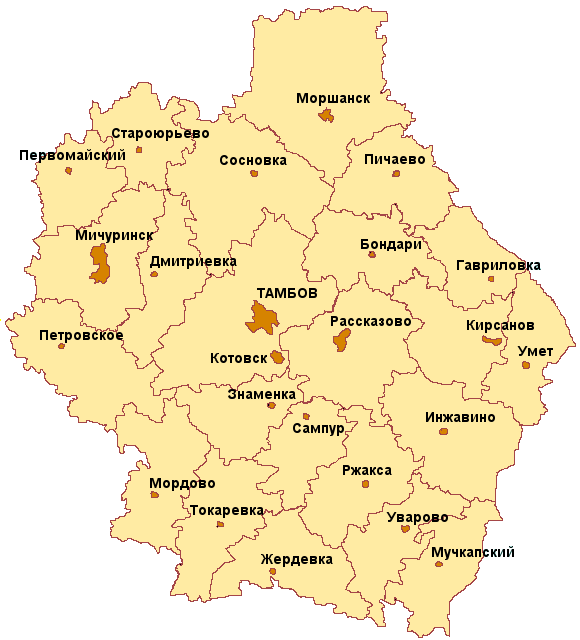 Моршанск
Староюрьево
Первомайский
Сосновка
Пичаево
Мичуринск
Бондари
Дмитриевка
Гавриловка
ТАМБОВ
Рассказово
Кирсанов
Петровское
Умет
Котовск
Знаменка
Инжавино
Сампур
Ржакса
Мордово
Токаревка
Уварово
Мучкапский
Жердевка